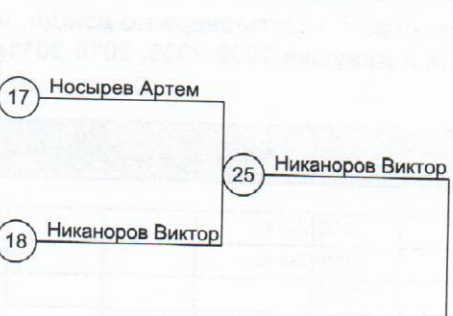 17 Носырев Артем
25 Никаноров Виктор
18 Никаноров Виктор